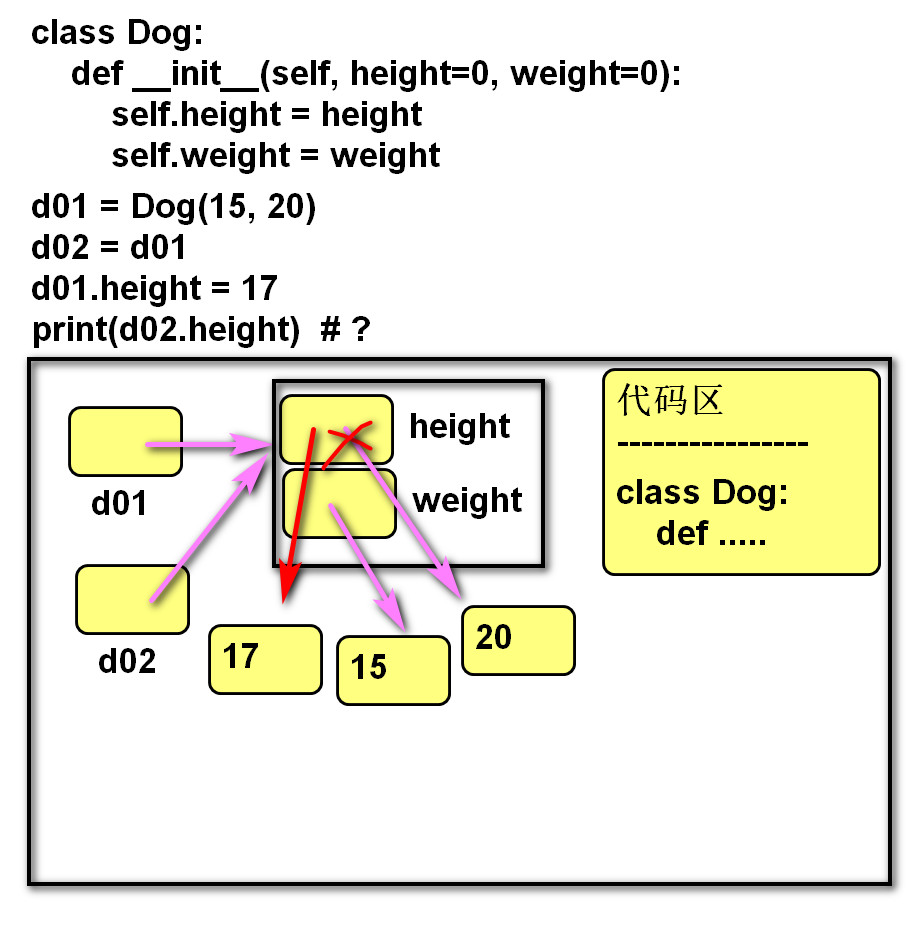 class Dog:
    def __init__(self, height=0, weight=0):
        self.height = height
        self.weight = weight
d01 = Dog(15, 20)
d02 = d01
d01.height = 17
print(d02.height)  # ?
代码区
----------------
class Dog:
    def .....
height
weight
d01
d02
17
15
20